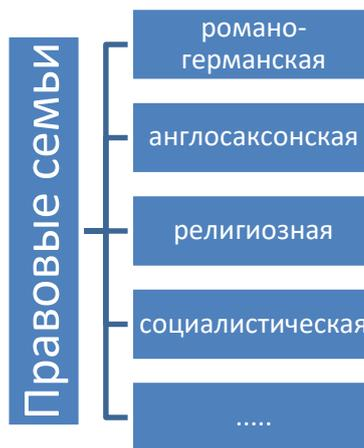 Правовые семьи
романо-
германская
англосаксонская
религиозная
социалистическая
.....